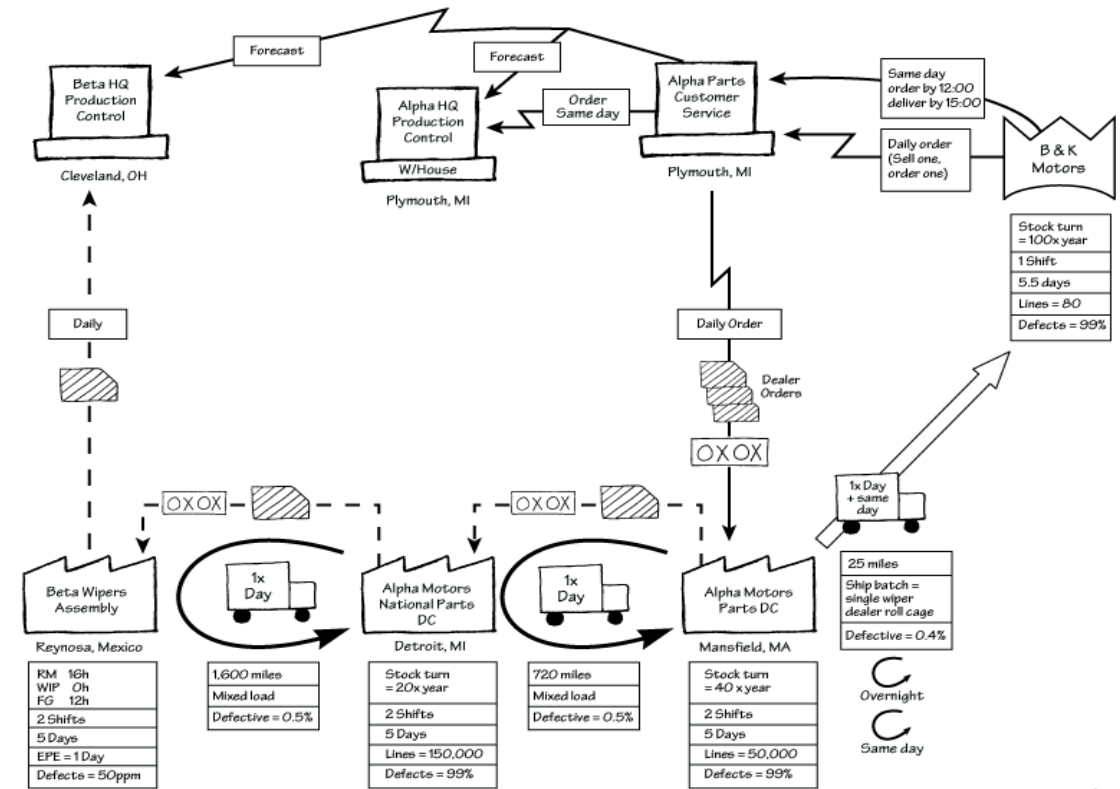 Forecast
Forecast
Beta HQ
Production
Control
Cleveland, OH
Alpha HQ
Production
Control
W/House
Plymouth, MI
Order
Same day
Alpha Parts
Customer
Service
Plymouth, MI
Same day
order by 12:00
deliver by 15:00
Daily order
(Sell one,
order one)
B & K
Motors
Stock turn
= 100x year
1 Shift
5.5 days
Lines = 80
Defects = 99%
Daily
Daily Order
Dealer
Orders
OXOX
OXOX
OXOX
1x Day
+ same
day
Beta Wipers
Assembly
Reynosa, Mexico
RM 16h
WIP 0h
FG 12h
2 Shifts
5 Days
EPE = 1 Day
Defects = 50ppm
1x
Day
1,600 miles
Mixed load
Defective = 0.5%
Alpha Motors
National Parts
DC
Detroit, MI
Stock turn
= 20x year
2 Shifts
5 Days
Lines = 150,000
Defects = 99%
1x
Day
720 miles
Mixed load
Defective = 0.5%
Alpha Motors
Parts DC
Mansfield, MA
Stock turn
= 40 x year
2 Shifts
5 Days
Lines = 50,000
Defects = 99%
25 miles
Ship batch =
single wiper
dealer roll cage
Defective = 0.4%
Overnight
Same day